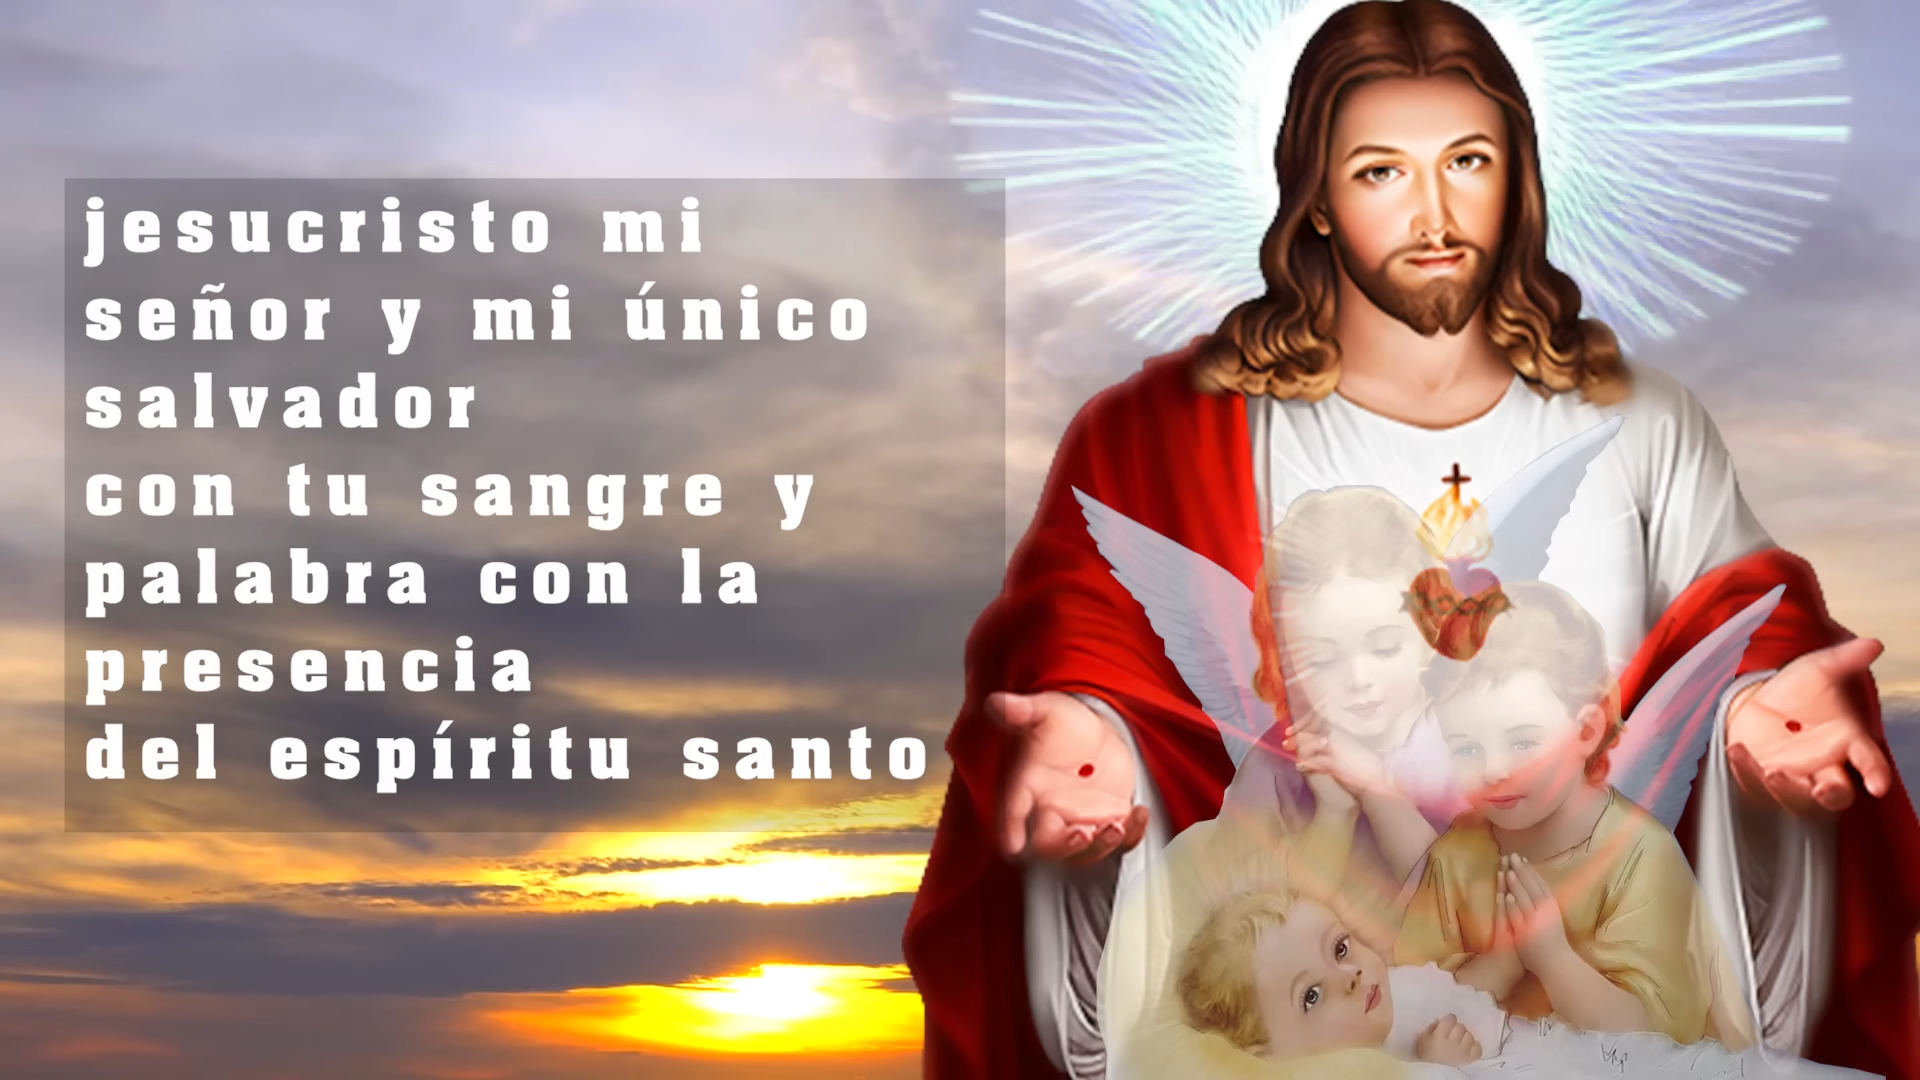 jesucristo mi
señor y mi único
salvador
con tu sangre y
palabra con la
presencia
del espíritu santo